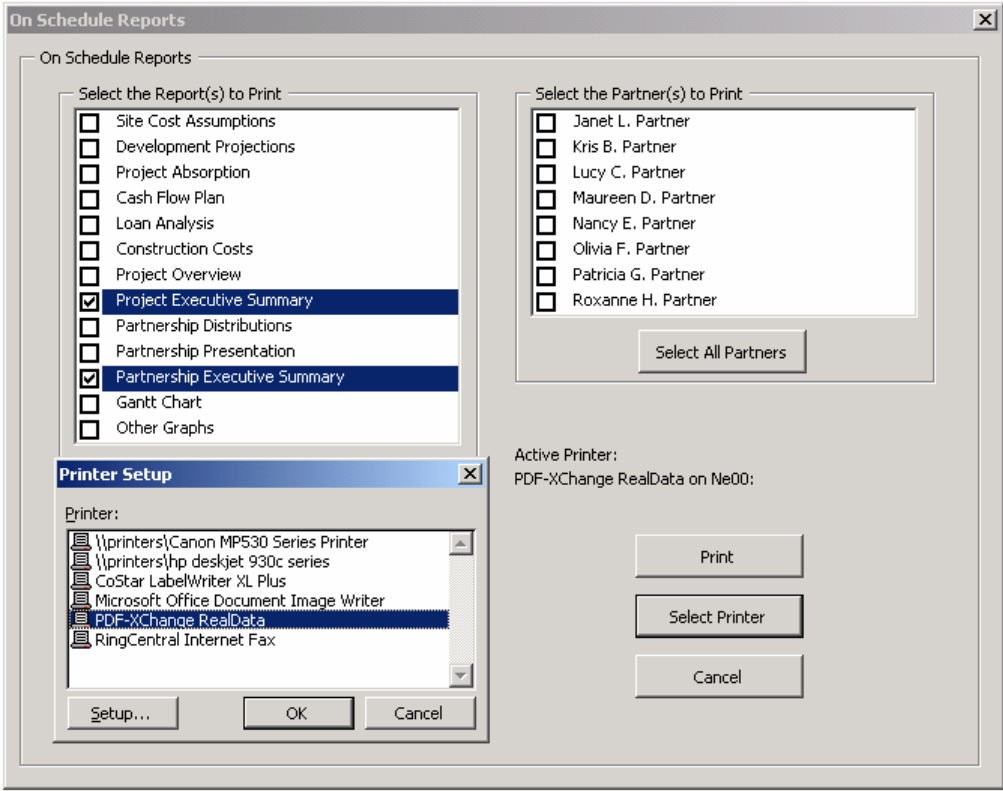 On Schedule Reports
On Schedule Reports
Select the Report(s) to Print
Site Cost Assumptions
Development Projections
Project Absorption
Cash Flow Plan
Loan Analysis
Construction Costs
Project Overview
Project Executive Summary
Partnership Distributions
Partnership Presentation
Partnership Executive Summary
Gantt Chart
Other Graphs
Select the Partner(s) to Print
Janet L. Partner
Kris B. Partner
Lucy C. Partner
Maureen D. Partner
Nancy E. Partner
Olivia F. Partner
Patricia G. Partner
Roxanne H. Partner
Select All Partners
Active Printer:
PDF-XChange RealData on Ne00:
Print
Select Printer
Cancel
Printer Setup
Printer:
\\printers\Canon MP530 Series Printer
\\printers\hp deskjet 930c series
CoStar LabelWriter XL Plus
Microsoft Office Document Image Writer
PDF-XChange RealData
RingCentral Internet Fax
Setup...
OK
Cancel